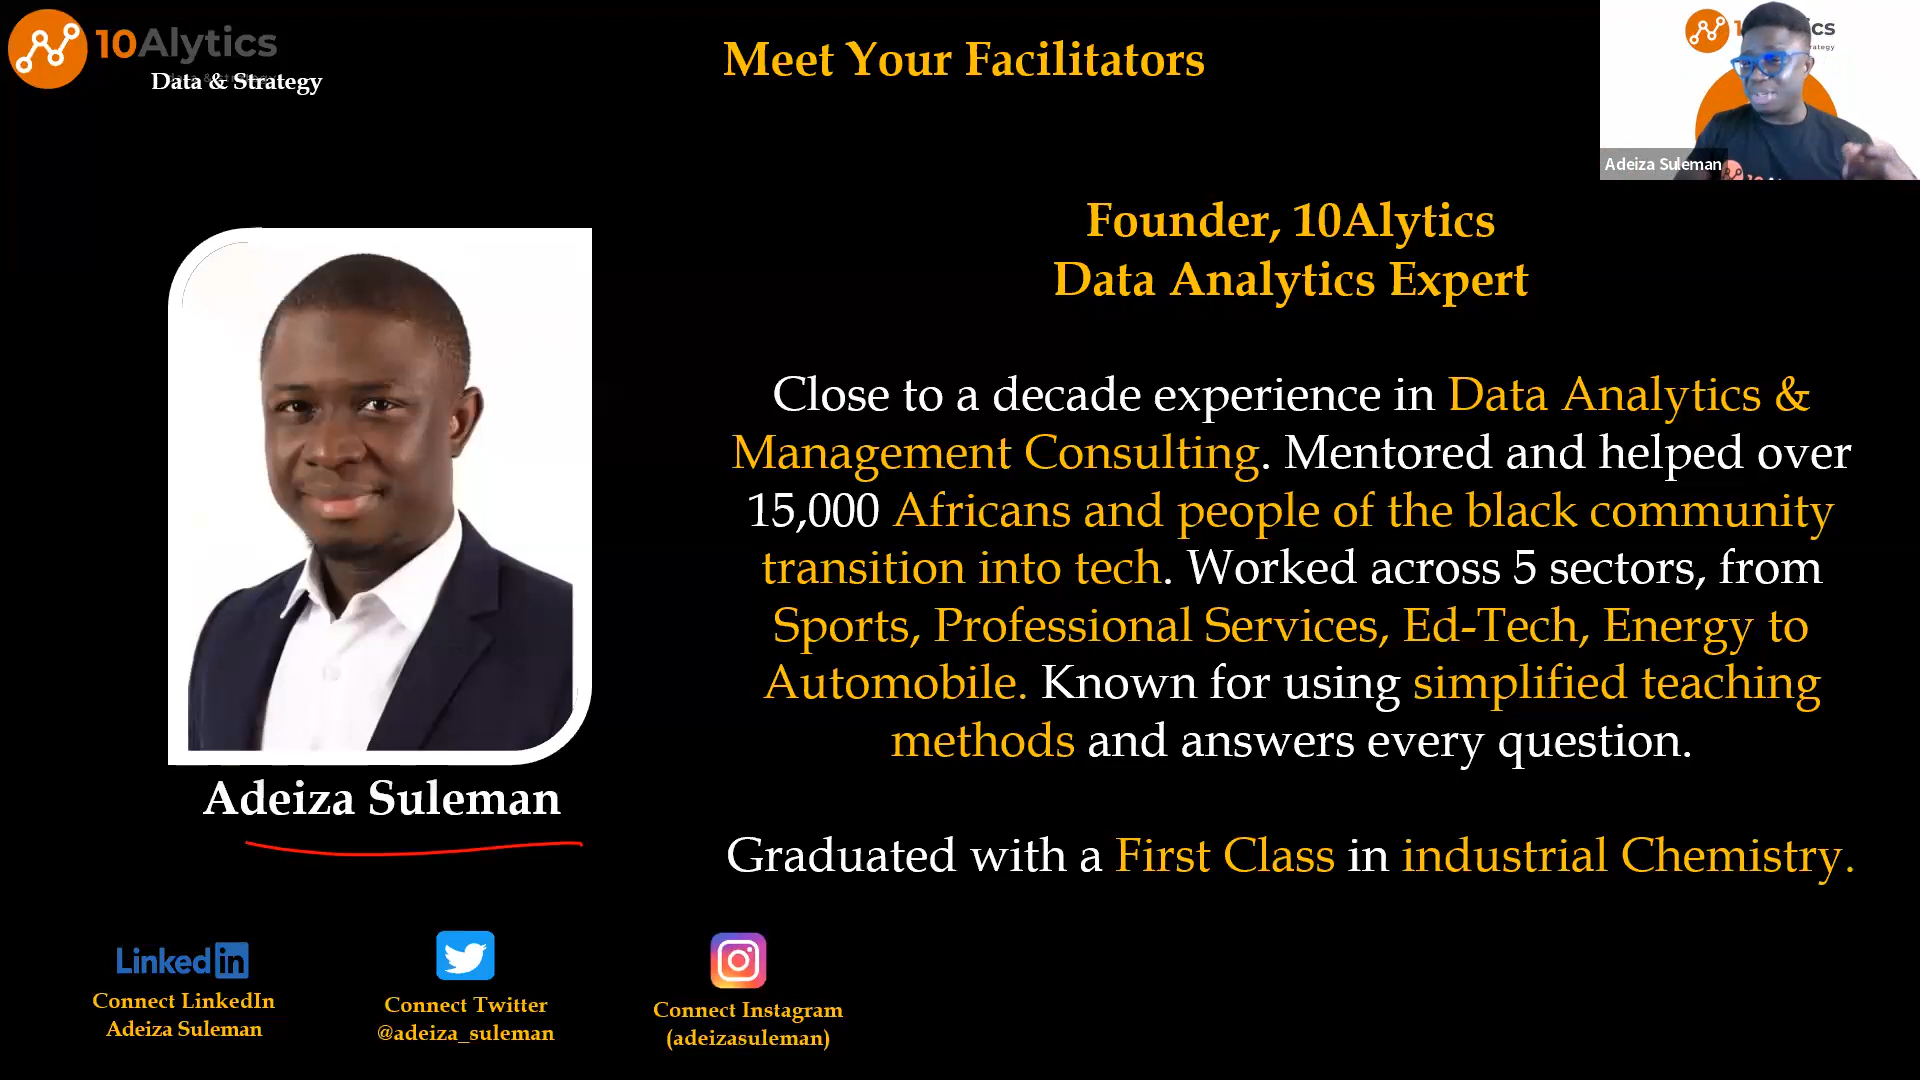 10Alytics
Data & Strategy
Meet Your Facilitators
Adeiza Suleman
Founder, 10Alytics
Data Analytics Expert
Close to a decade experience in Data Analytics &
Management Consulting. Mentored and helped over
15,000 Africans and people of the black community
transition into tech. Worked across 5 sectors, from
Sports, Professional Services, Ed-Tech, Energy to
Automobile. Known for using simplified teaching
methods and answers every question.
Graduated with a First Class in industrial Chemistry.
Adeiza Suleman
Linked in
Connect LinkedIn
Adeiza Suleman
Connect Twitter
@adeiza_suleman
Connect Instagram
(adeizasuleman)